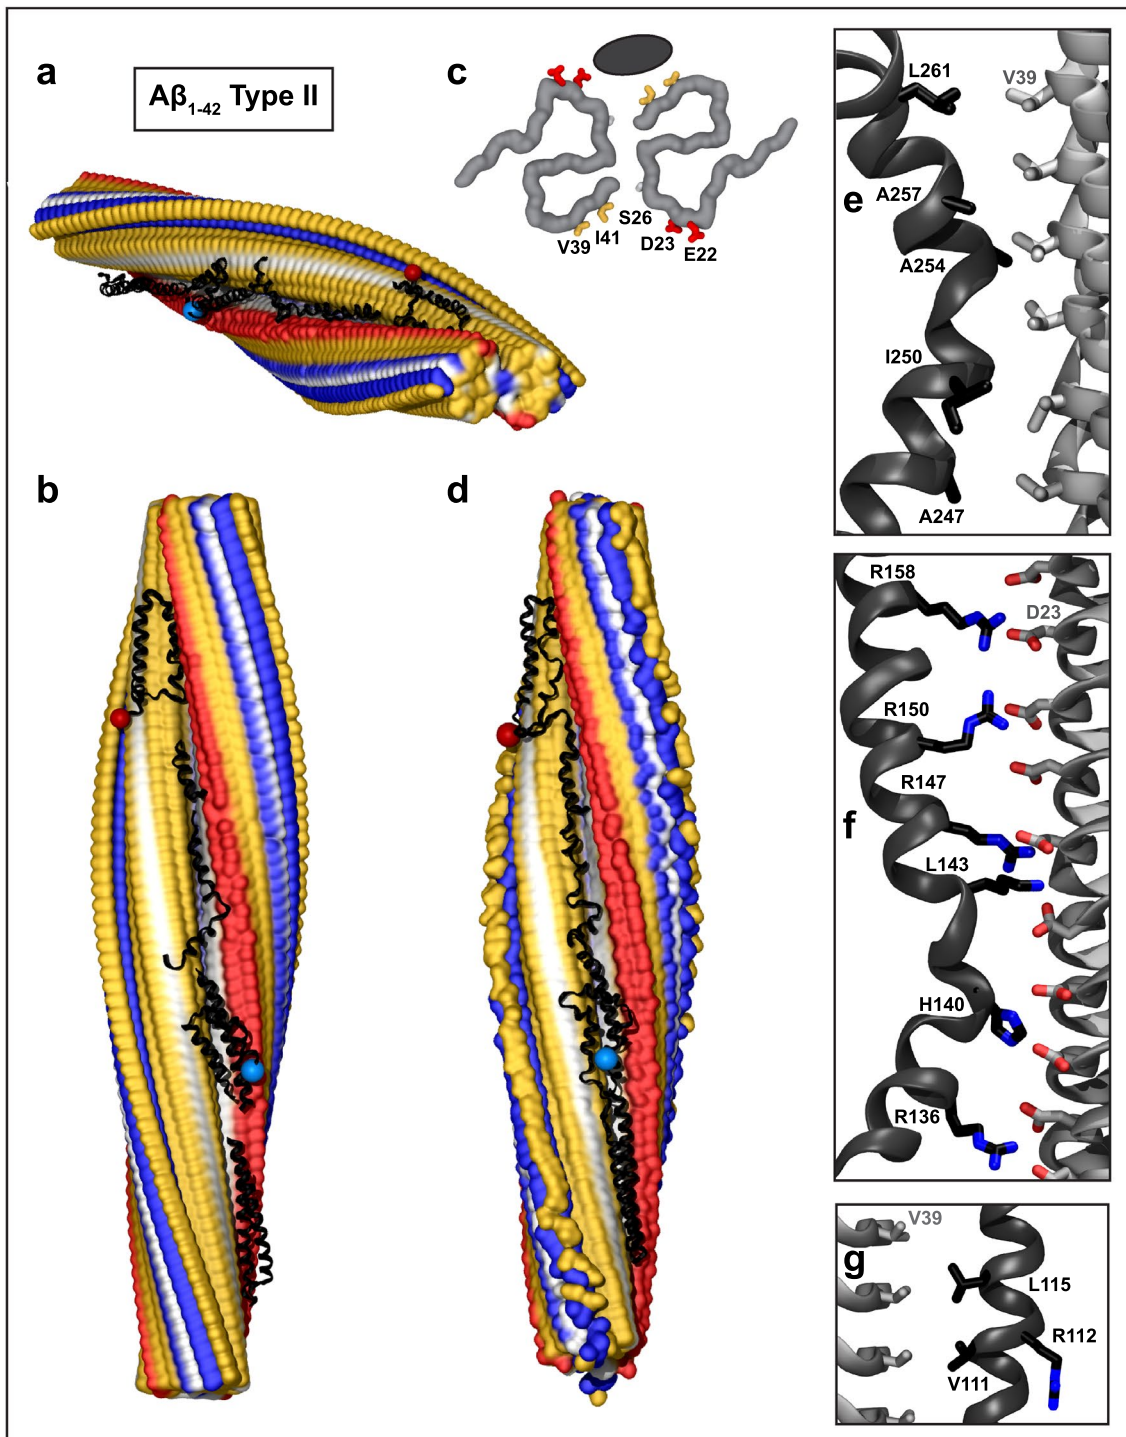 a
Aβ1-42 Type II
c
S26
V39
I41
D23
E22
b
d
L261
V39
e
A257
A254
I250
A247
R158
D23
R150
R147
f
L143
H140
R136
V39
g
L115
R112
V111